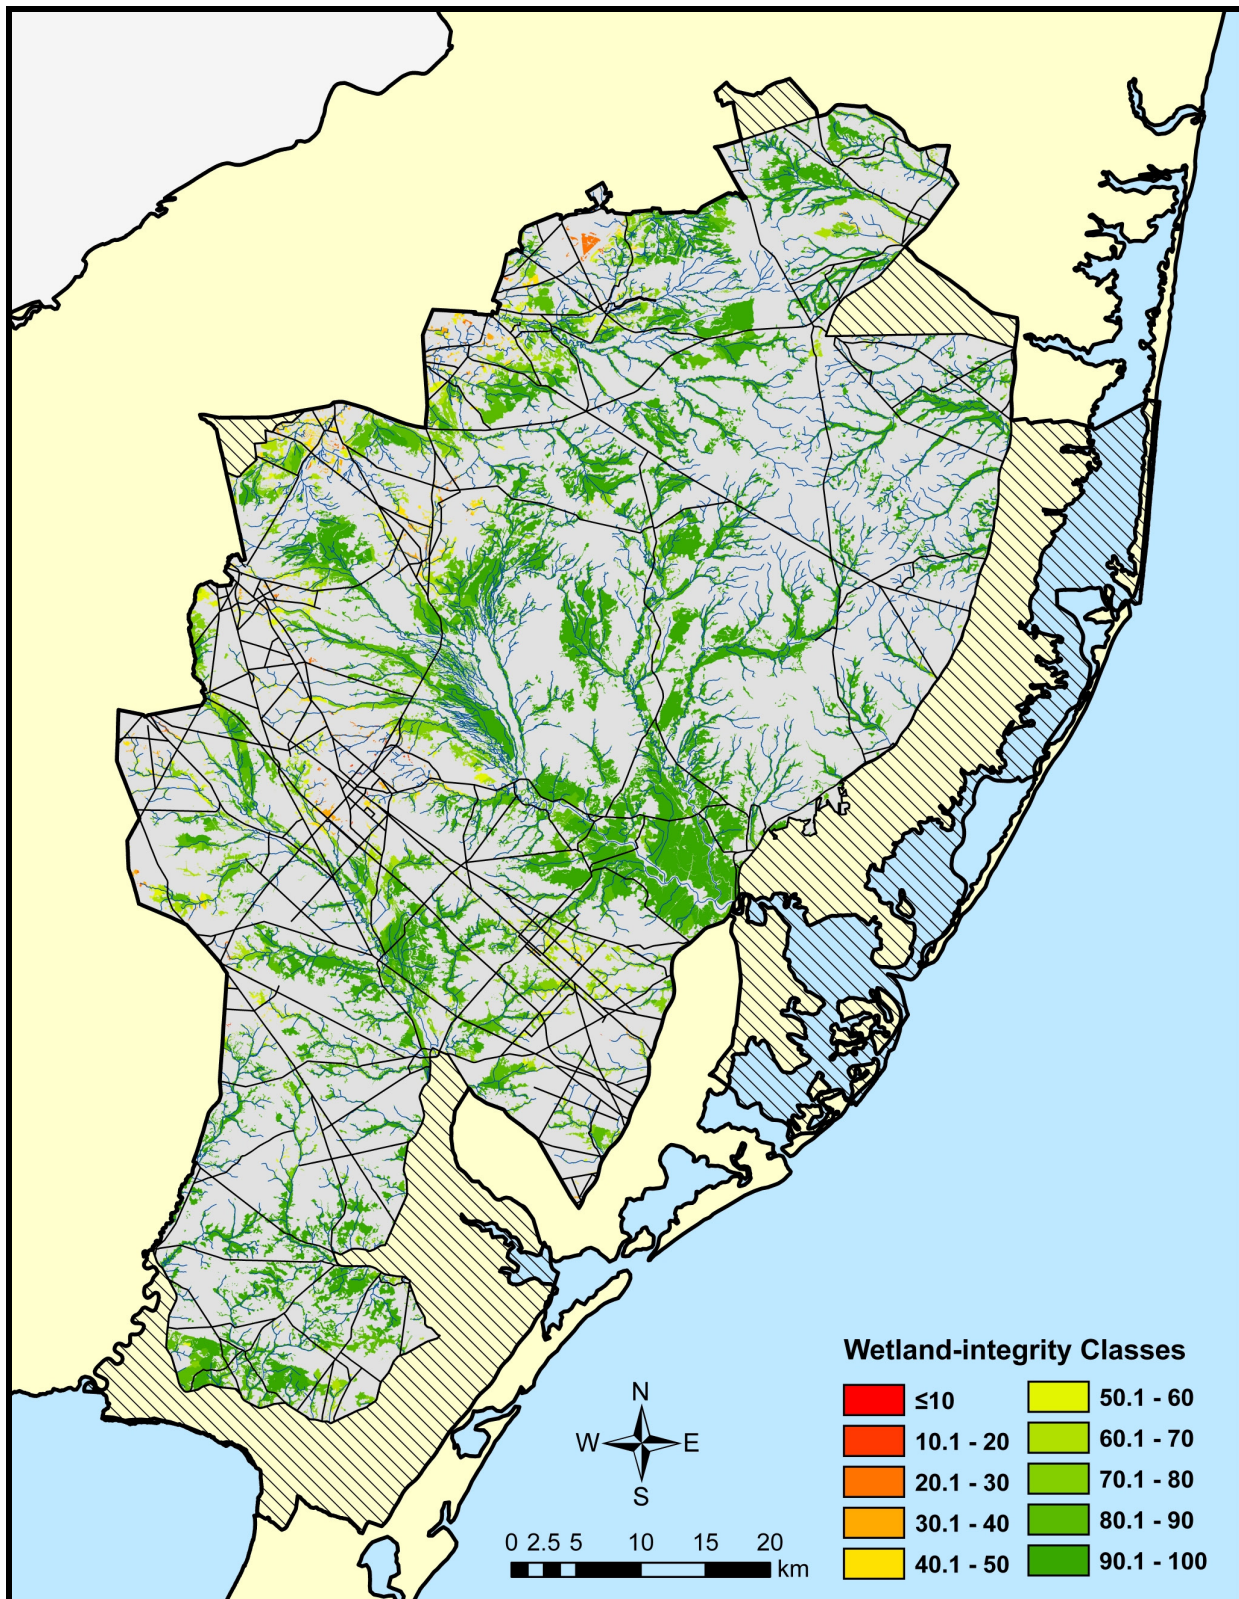 Wetland-integrity Classes
≤10
10.1 - 20
20.1 - 30
30.1 - 40
40.1 - 50
50.1 - 60
60.1 - 70
70.1 - 80
80.1 - 90
90.1 - 100
N
W E
S
0 2.5 5 10 15 20
km